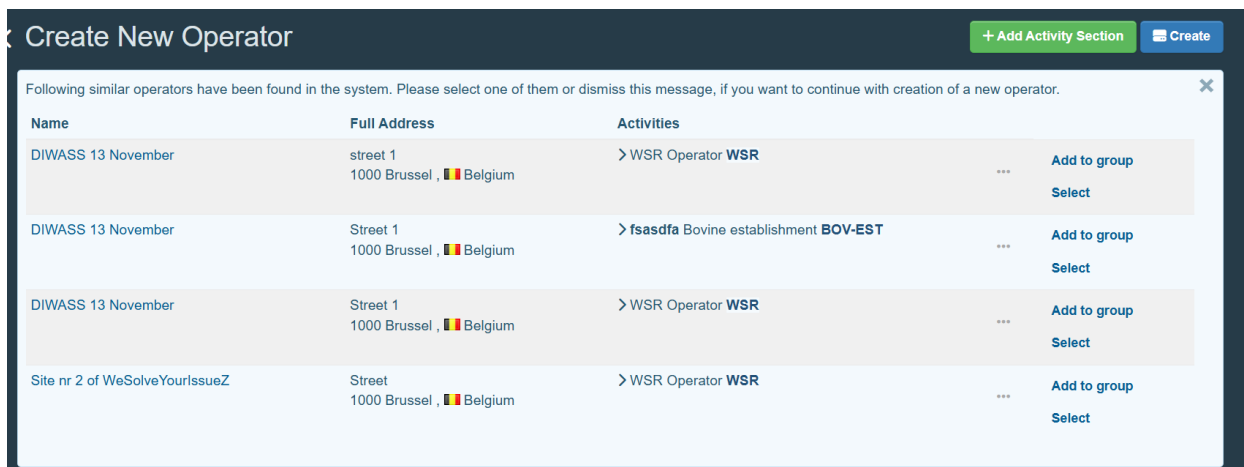 Create New Operator
+ Add Activity Section
Create
Following similar operators have been found in the system. Please select one of them or dismiss this message, if you want to continue with creation of a new operator.
Name Full Address Activities
DIWASS 13 November street 1 WSR Operator WSR
1000 Brussel , Belgium
Add to group
Select
DIWASS 13 November Street 1 fsasdfa Bovine establishment BOV-EST
1000 Brussel , Belgium
Add to group
Select
DIWASS 13 November Street 1 WSR Operator WSR
1000 Brussel , Belgium
Add to group
Select
Site nr 2 of WeSolveYourIssueZ Street WSR Operator WSR
1000 Brussel , Belgium
Add to group
Select